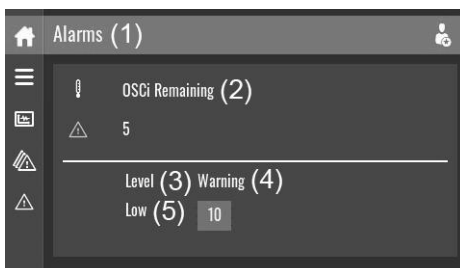 Alarms (1)
OSCi Remaining (2)
5
Level (3) Warning (4)
Low (5) 10